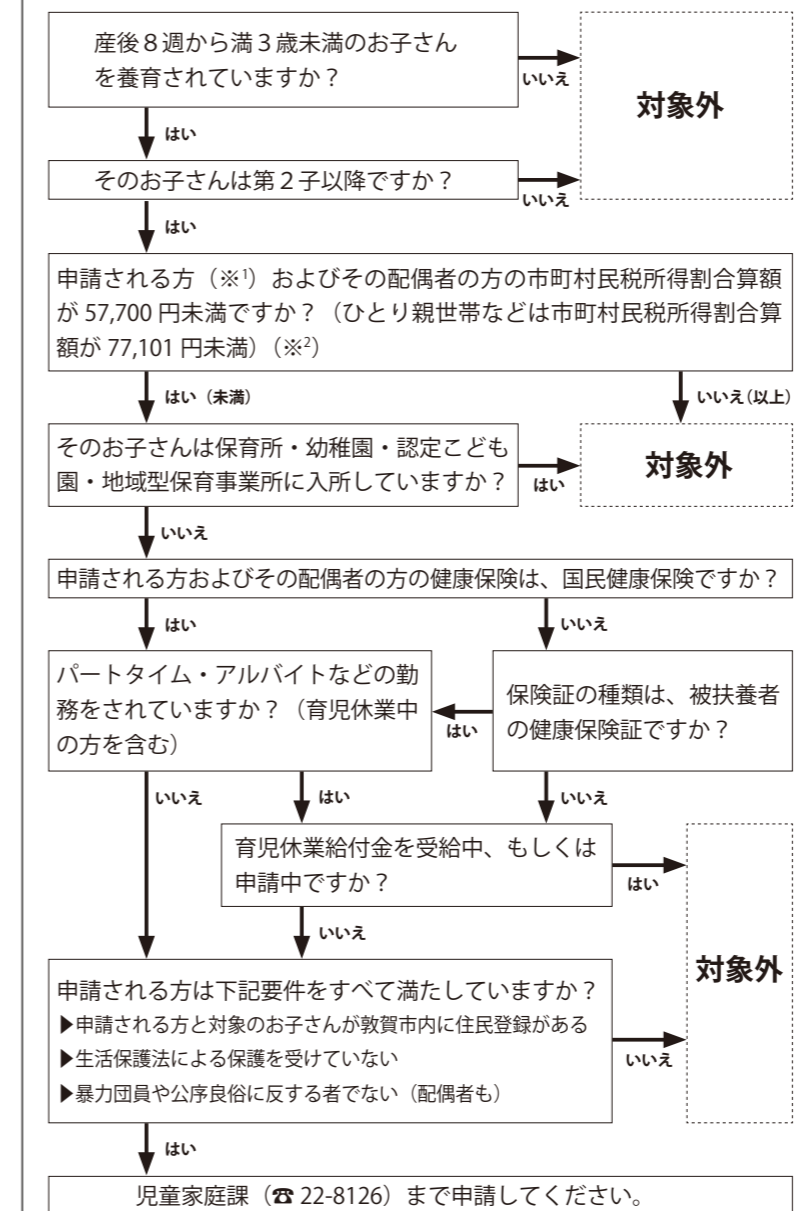 産後８週から満３歳未満のお子さん
を養育されていますか？
いいえ
対象外
はい
そのお子さんは第２子以降ですか？
いいえ
はい
申請される方（※1）およびその配偶者の方の市町村民税所得割合算額
が 57,700 円未満ですか？（ひとり親世帯などは市町村民税所得割合算
額が 77,101 円未満）（※2）
はい（未満）
いいえ（以上）
そのお子さんは保育所・幼稚園・認定こども
園・地域型保育事業所に入所していますか？
はい
対象外
いいえ
申請される方およびその配偶者の方の健康保険は、国民健康保険ですか？
はい
いいえ
パートタイム・アルバイトなどの勤
務をされていますか？（育児休業中
の方を含む）
保険証の種類は、被扶養者
の健康保険証ですか？
はい
いいえ
はい
いいえ
育児休業給付金を受給中、もしくは
申請中ですか？
はい
いいえ
対象外
申請される方は下記要件をすべて満たしていますか？
▶申請される方と対象のお子さんが敦賀市内に住民登録がある
▶生活保護法による保護を受けていない
▶暴力団員や公序良俗に反する者でない（配偶者も）
いいえ
はい
児童家庭課（☎ 22-8126）まで申請してください。